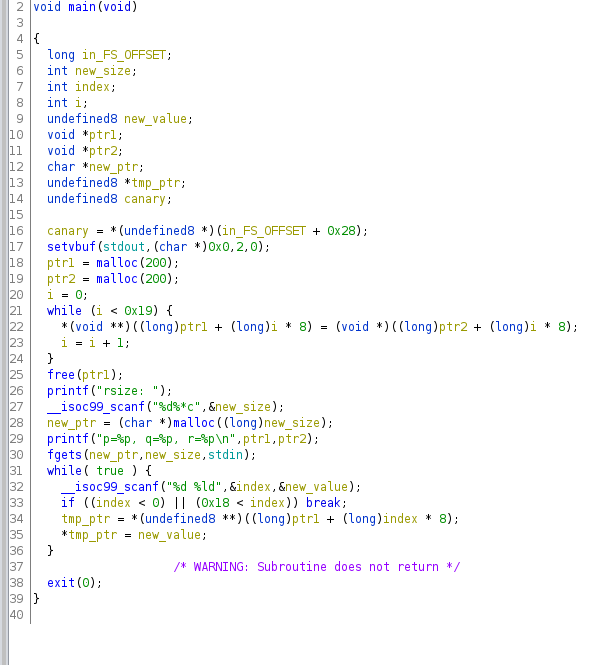 2 void main(void)
3
4 {
5 long in_FS_OFFSET;
6 int new_size;
7 int index;
8 int i;
9 undefined8 new_value;
10 void *ptr1;
11 void *ptr2;
12 char *new_ptr;
13 undefined8 *tmp_ptr;
14 undefined8 canary;
15
16 canary = *(undefined8 *)(in_FS_OFFSET + 0x28);
17 setvbuf(stdout,(char *)0x0,2,0);
18 ptr1 = malloc(200);
19 ptr2 = malloc(200);
20 i = 0;
21 while (i < 0x19) {
22 *(void **)((long)ptr1 + (long)i * 8) = (void *)((long)ptr2 + (long)i * 8);
23 i = i + 1;
24 }
25 free(ptr1);
26 printf("rsize: ");
27 __isoc99_scanf("%d%*c",&new_size);
28 new_ptr = (char *)malloc((long)new_size);
29 printf("p=%p, q=%p, r=%p\n",ptr1,ptr2);
30 fgets(new_ptr,new_size,stdin);
31 while( true ) {
32 __isoc99_scanf("%d %ld",&index,&new_value);
33 if ((index < 0) || (0x18 < index)) break;
34 tmp_ptr = *(undefined8 **)((long)ptr1 + (long)index * 8);
35 *tmp_ptr = new_value;
36 }
37 /* WARNING: Subroutine does not return */
38 exit(0);
39 }
40